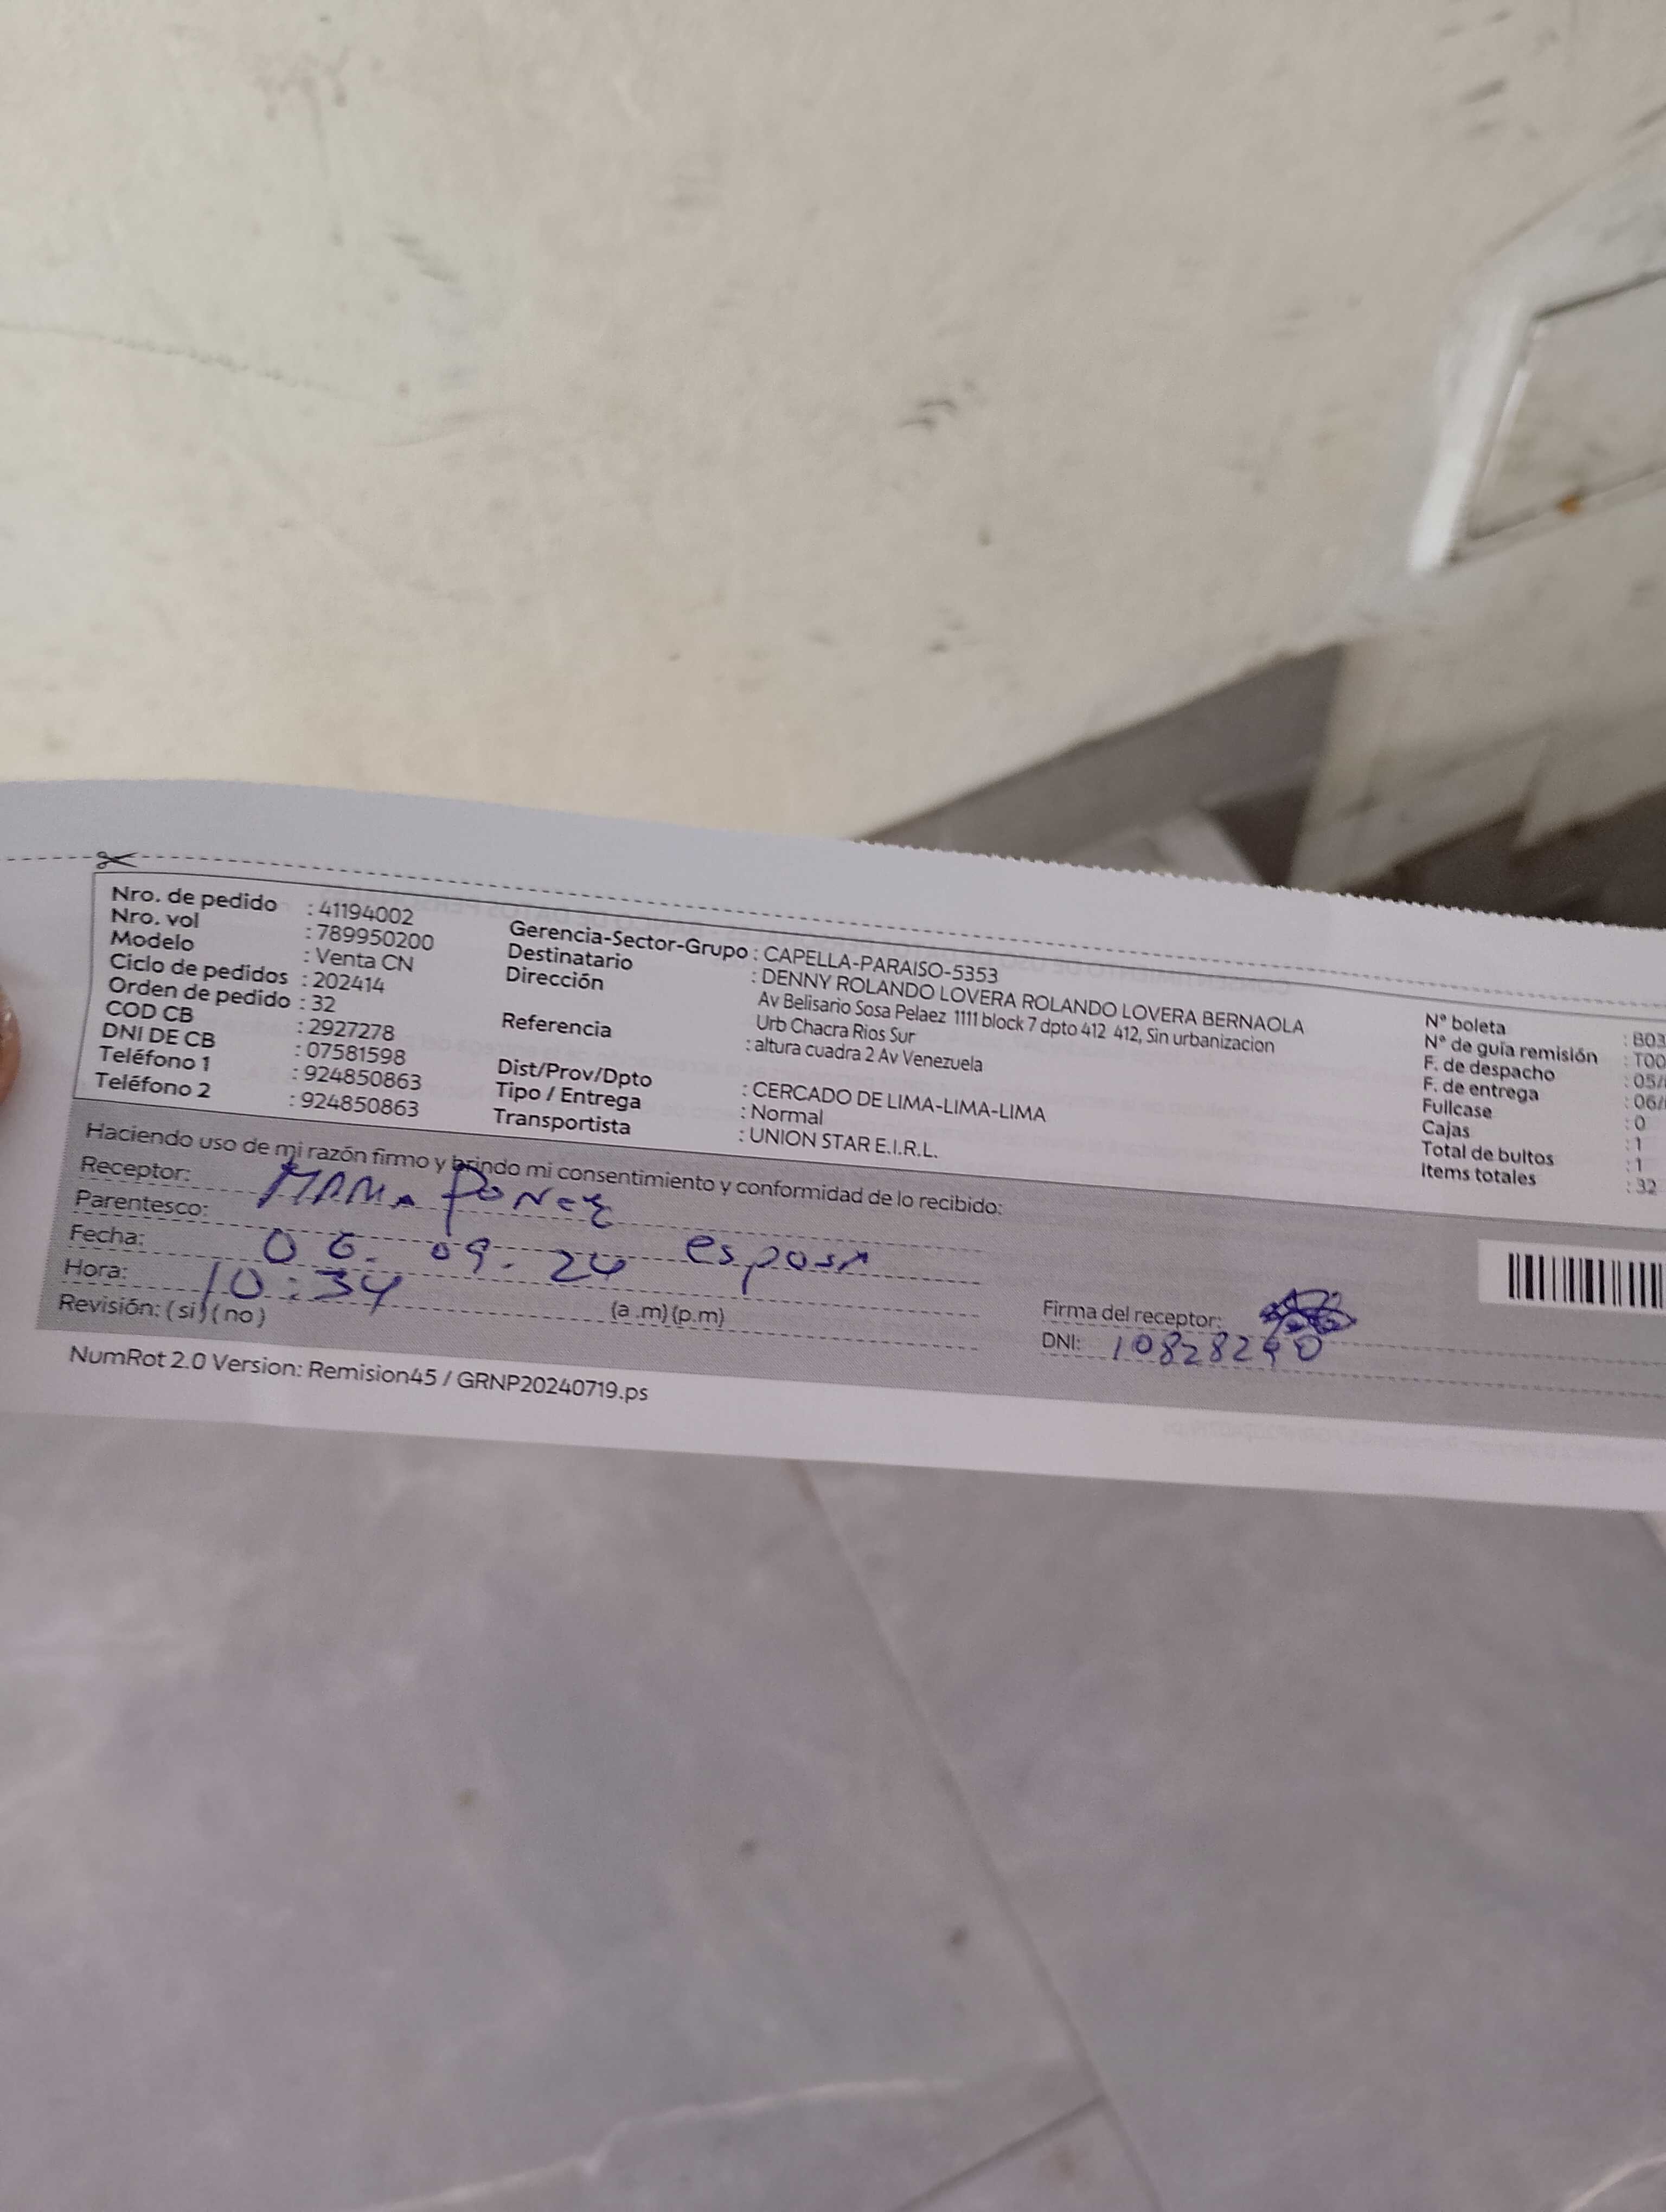 Nro. de pedido : 41194002
Nro. vol : 789950200
Modelo : Venta CN
Ciclo de pedidos : 202414
Orden de pedido : 32
COD CB : 2927278
DNI DE CB : 07581598
Teléfono 1 : 924850863
Teléfono 2 : 924850863
Gerencia-Sector-Grupo : CAPELLA-PARAISO-5353
Destinatario : DENNY ROLANDO LOVERA ROLANDO LOVERA BERNAOLA
Dirección Av Belisario Sosa Pelaez 1111 block 7 dpto 412 412, Sin urbanizacion
Urb Chacra Rios Sur
Referencia : altura cuadra 2 Av Venezuela
Dist/Prov/Dpto : CERCADO DE LIMA-LIMA-LIMA
Tipo / Entrega : Normal
Transportista : UNION STAR E.I.R.L.
N° boleta : B03
N° de guía remisión : T00
F. de despacho : 05/
F. de entrega : 06/
Fullcase : 0
Cajas : 1
Total de bultos : 1
Items totales : 32
Haciendo uso de mi razón firmo y brindo mi consentimiento y conformidad de lo recibido:
Receptor:
Parentesco: esposa
Fecha: 06.09.24
Hora: 10:34 (a .m) (p.m)
Revisión: ( si ) ( no )
Firma del receptor:
DNI: 10828290
NumRot 2.0 Version: Remision45 / GRNP20240719.ps